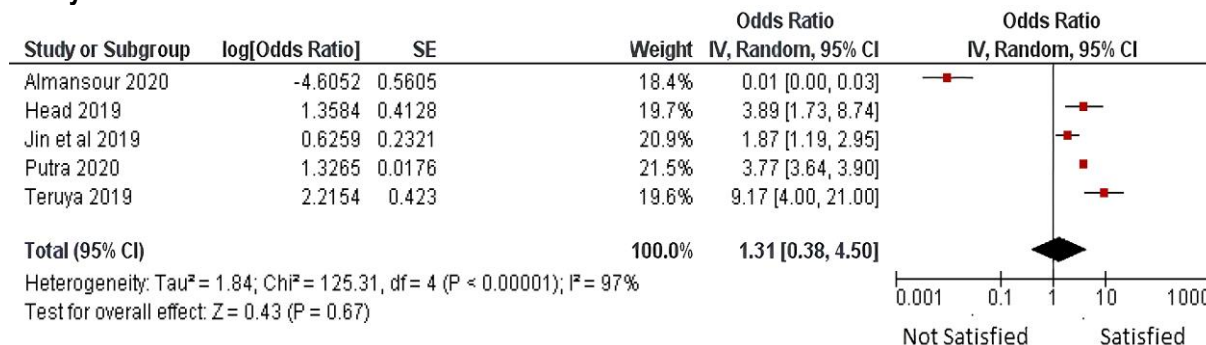 Odds Ratio Odds Ratio
Study or Subgroup log[Odds Ratio] SE Weight IV, Random, 95% CI IV, Random, 95% CI
Almansour 2020 -4.6052 0.5605 18.4% 0.01 [0.00, 0.03]
Head 2019 1.3584 0.4128 19.7% 3.89 [1.73, 8.74]
Jin et al 2019 0.6259 0.2321 20.9% 1.87 [1.19, 2.95]
Putra 2020 1.3265 0.0176 21.5% 3.77 [3.64, 3.90]
Teruya 2019 2.2154 0.423 19.6% 9.17 [4.00, 21.00]
Total (95% CI) 100.0% 1.31 [0.38, 4.50]
Heterogeneity: Tau² = 1.84; Chi² = 125.31, df = 4 (P < 0.00001); I² = 97%
Test for overall effect: Z = 0.43 (P = 0.67)
0.001 0.1 1 10 1000
Not Satisfied Satisfied